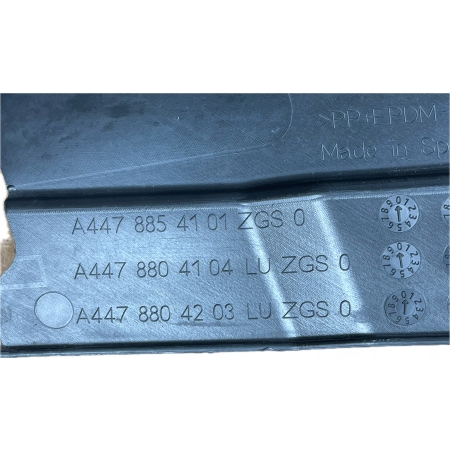 >PP+EPDM-
Made in Sp
A447 885 41 01 ZGS 0
A447 880 41 04 LU ZGS 0
A447 880 42 03 LU ZGS 0